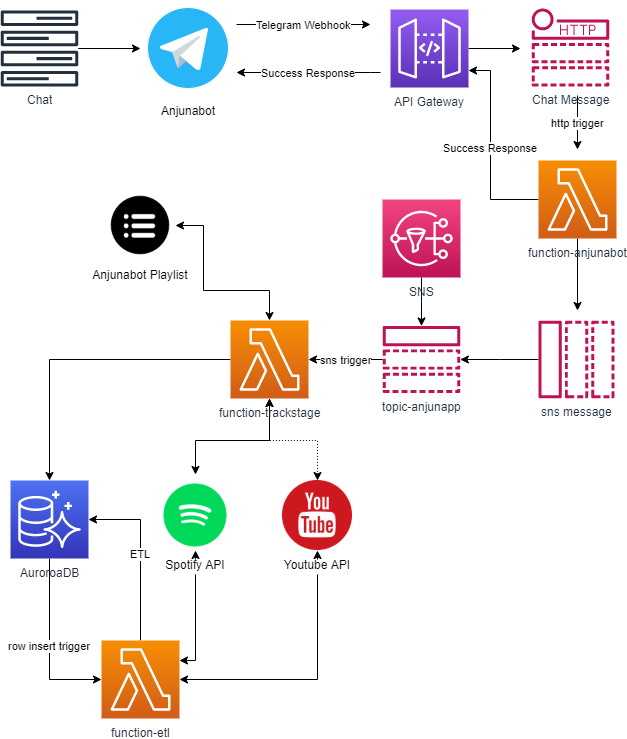 Telegram Webhook
HTTP
Success Response
Chat
Anjunabot
API Gateway
Chat Message
http trigger
Success Response
function-anjunabot
Anjunabot Playlist
SNS
sns trigger
function-trackstage
topic-anjunapp
sns message
You
Tube
ETL
Spotify API
Youtube API
AuroroaDB
row insert trigger
function-etl